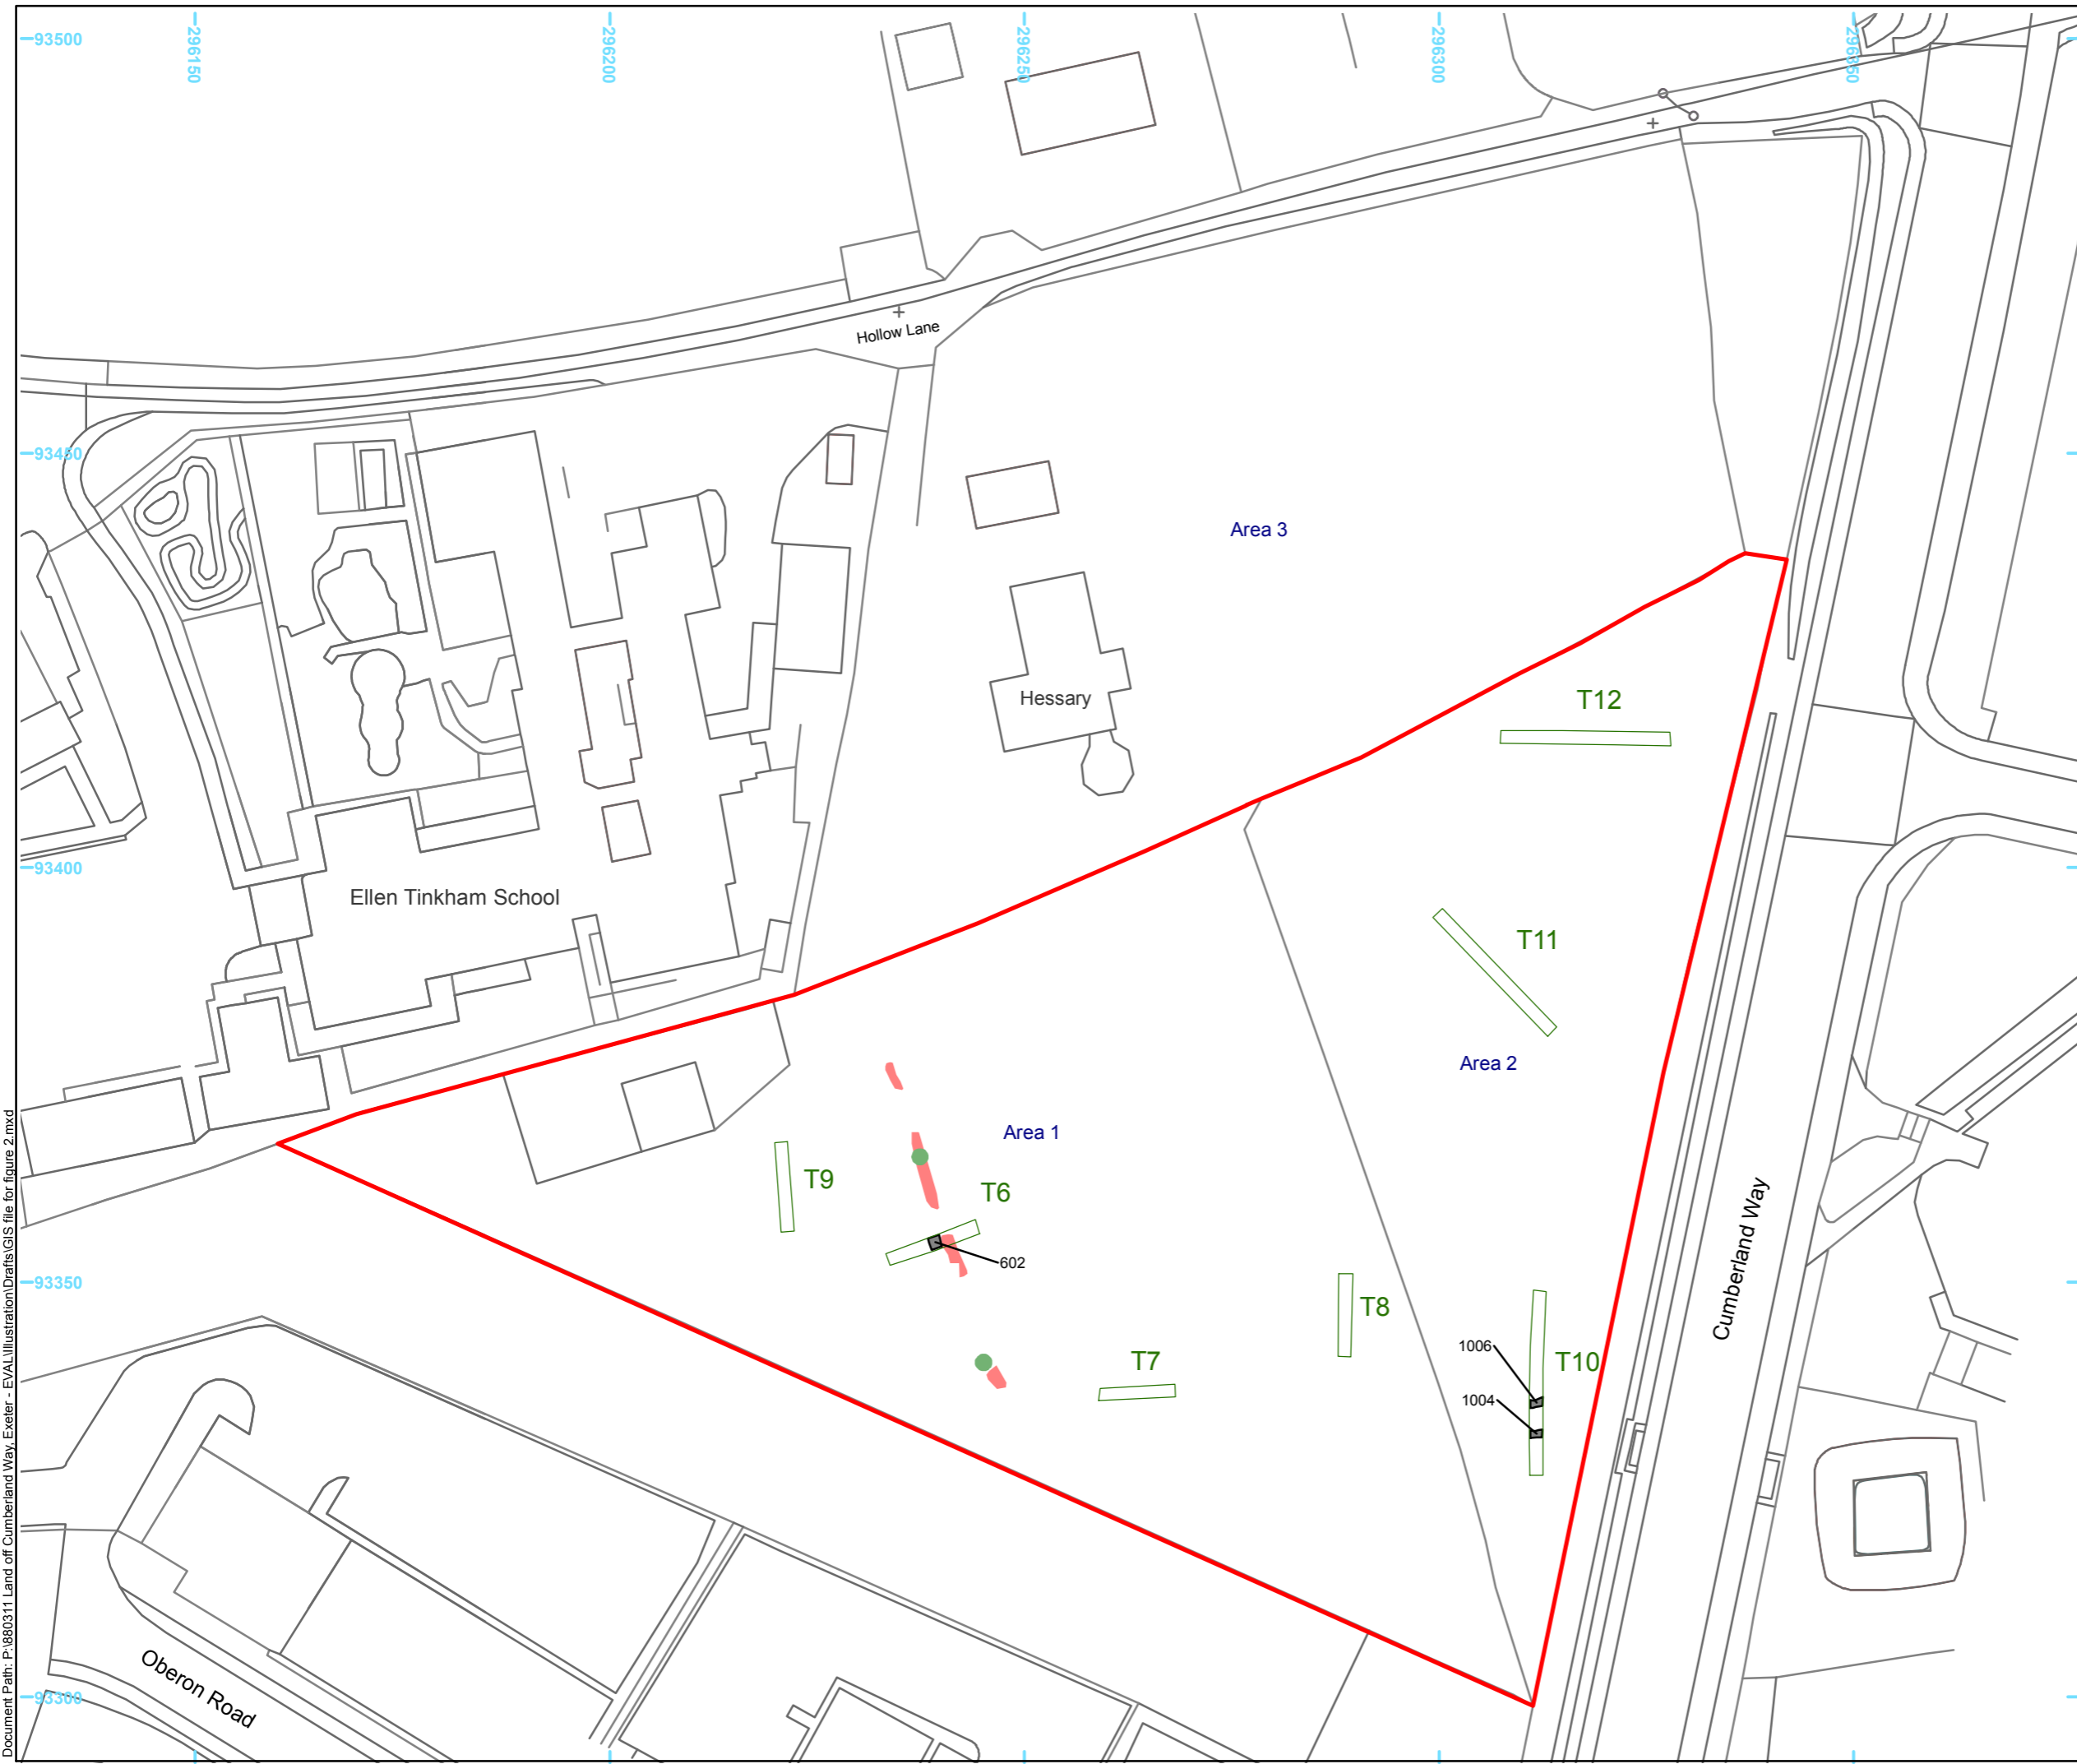 296150
296200
296250
296300
296350
93500
Hollow Lane
93450
Area 3
Hessary
T12
93400
Ellen Tinkham School
T11
Area 2
Area 1
T9
T6
602
93350
T8
1006
T10
T7
1004
Cumberland Way
Oberon Road
93300
Document Path: P:\880311 Land off Cumberland Way, Exeter - EVAL\Illustration\Drafts\GIS file for figure 2.mxd